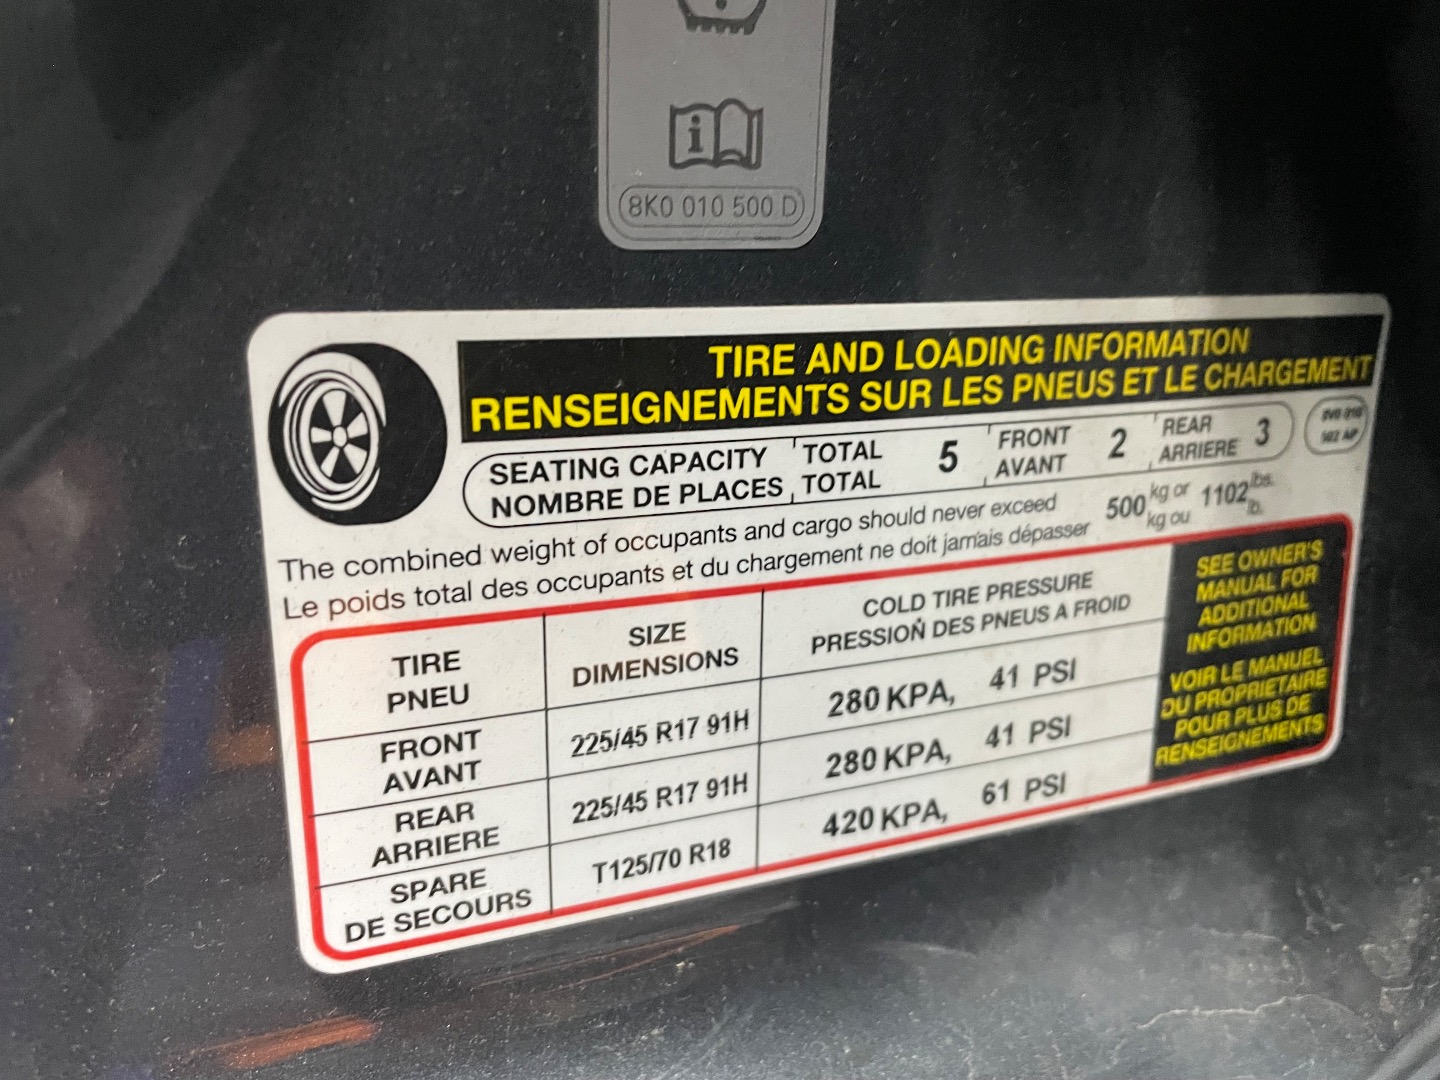 i
8K0 010 500 D
TIRE AND LOADING INFORMATION
RENSEIGNEMENTS SUR LES PNEUS ET LE CHARGEMENT
SEATING CAPACITY TOTAL 5 FRONT 2 REAR 3
NOMBRE DE PLACES TOTAL AVANT ARRIERE
The combined weight of occupants and cargo should never exceed 500 kg or 1102 lbs.
Le poids total des occupants et du chargement ne doit jamais dépasser kg ou lb.
TIRE SIZE COLD TIRE PRESSURE
PNEU DIMENSIONS PRESSION DES PNEUS A FROID
FRONT 225/45 R17 91H 280 KPA, 41 PSI
AVANT
REAR 225/45 R17 91H 280 KPA, 41 PSI
ARRIERE
SPARE T125/70 R18 420 KPA, 61 PSI
DE SECOURS
SEE OWNER'S
MANUAL FOR
ADDITIONAL
INFORMATION
VOIR LE MANUEL
DU PROPRIETAIRE
POUR PLUS DE
RENSEIGNEMENTS